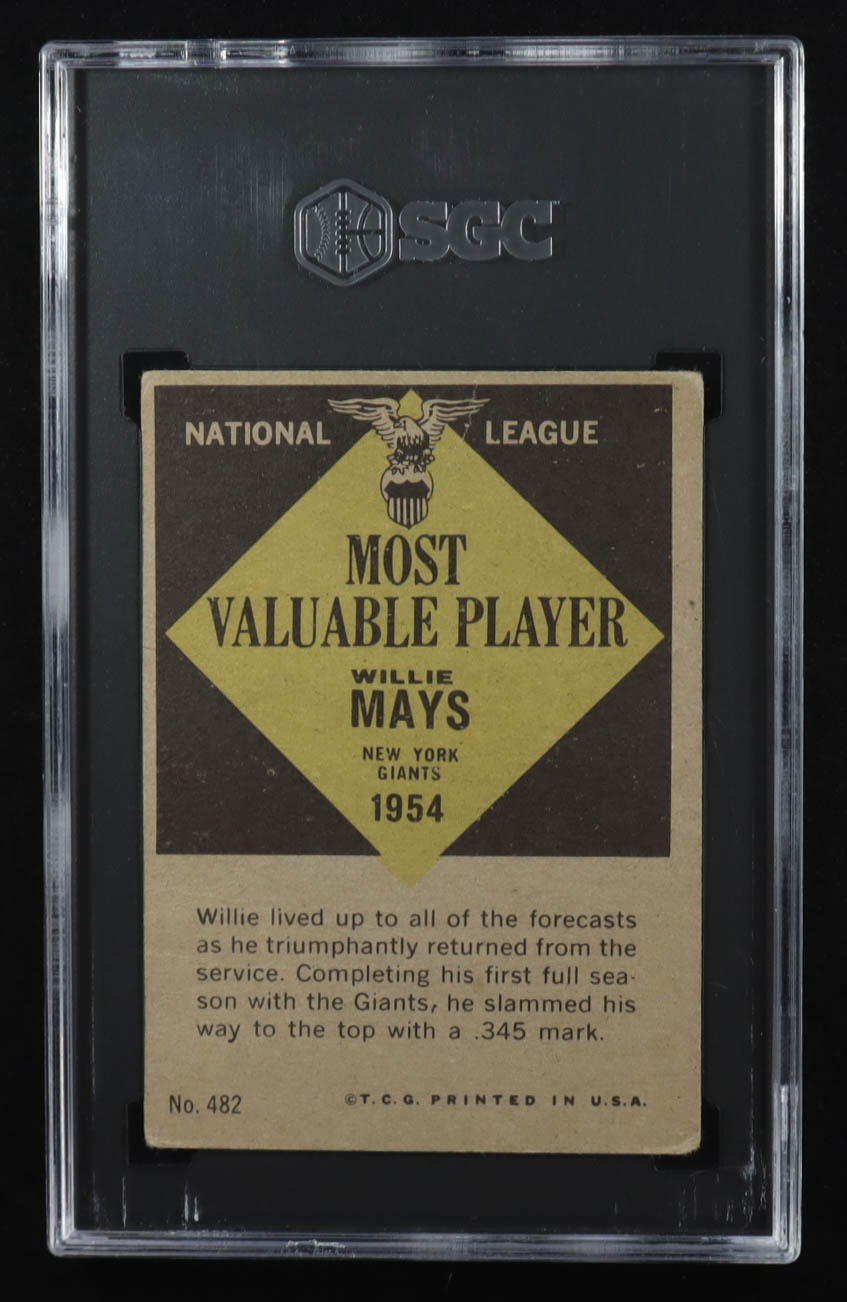 SGC
NATIONAL LEAGUE
MOST
VALUABLE PLAYER
WILLIE
MAYS
NEW YORK
GIANTS
1954
Willie lived up to all of the forecasts
as he triumphantly returned from the
service. Completing his first full sea-
son with the Giants, he slammed his
way to the top with a .345 mark.
No. 482 ©T.C.G. PRINTED IN U.S.A.